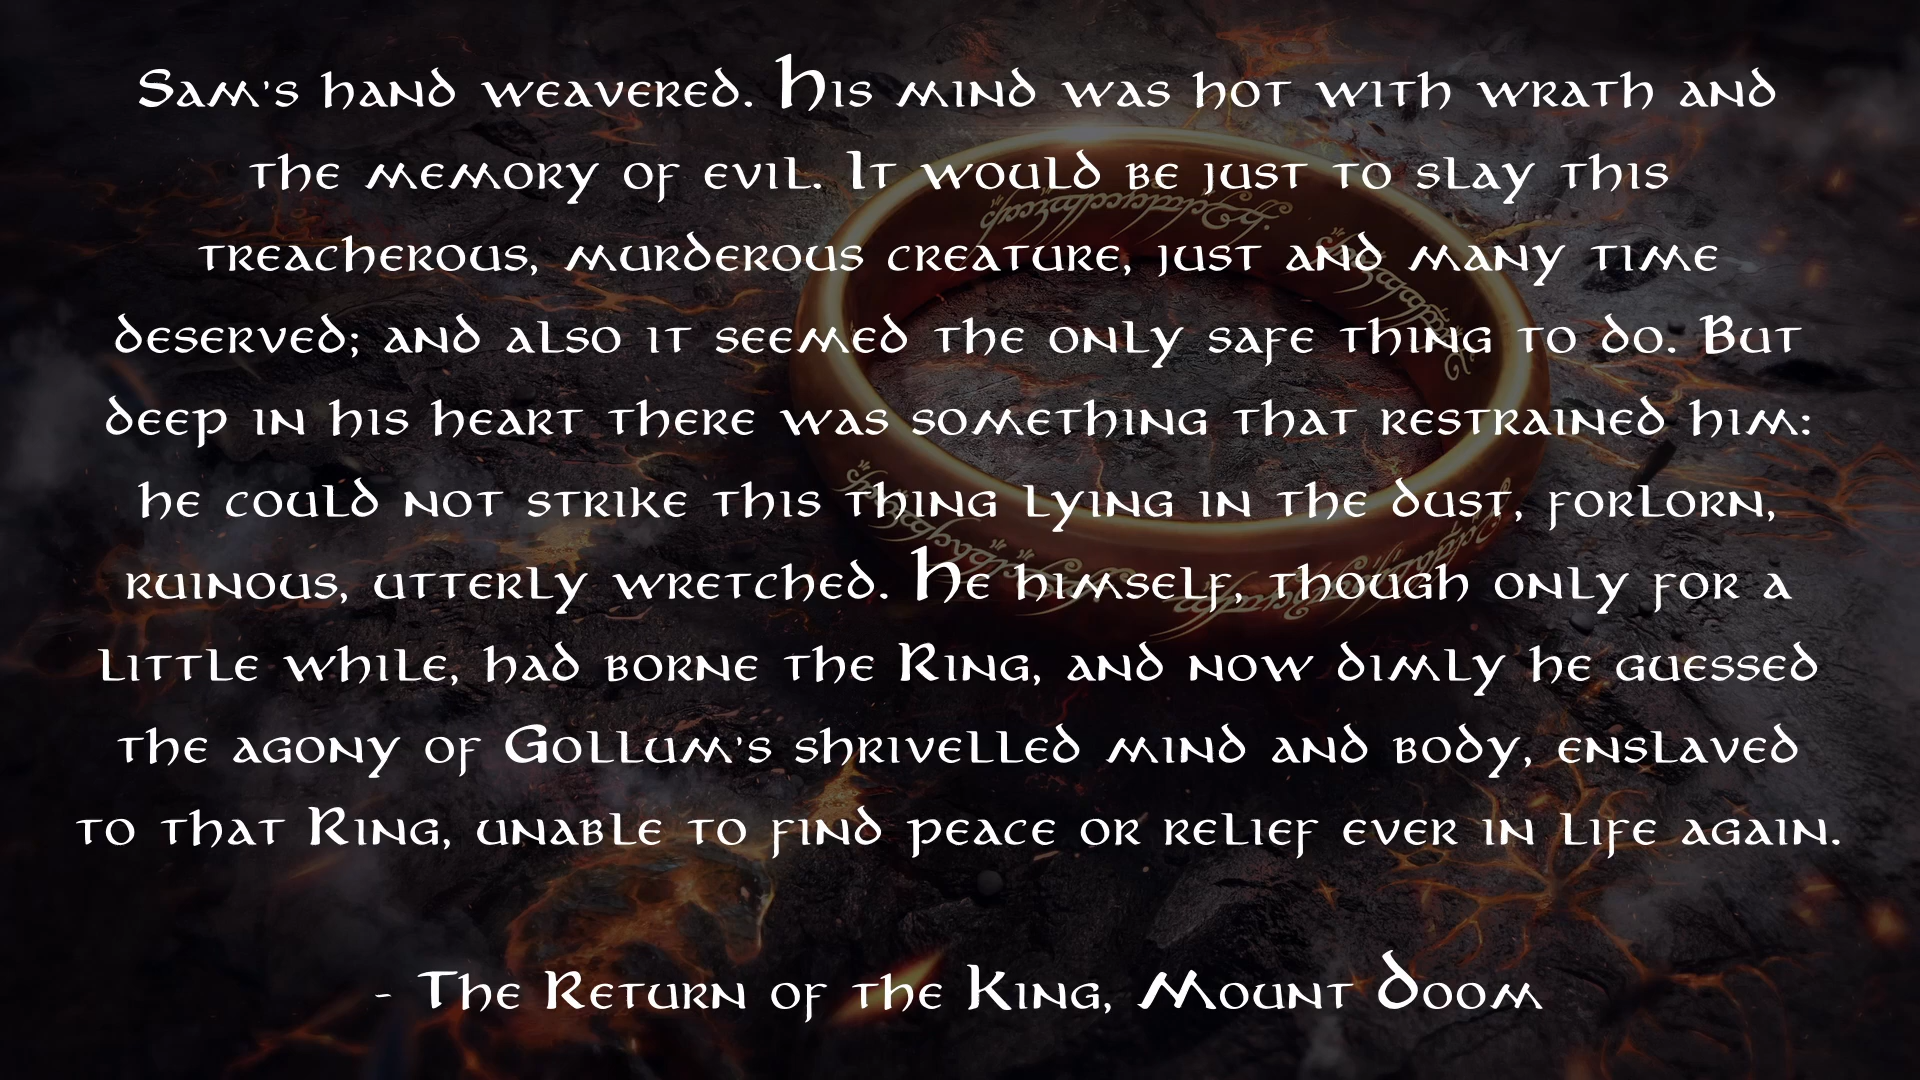 Sam's hand weavered. His mind was hot with wrath and
the memory of evil. It would be just to slay this
treacherous, murderous creature, just and many time
deserved; and also it seemed the only safe thing to do. But
deep in his heart there was something that restrained him:
he could not strike this thing lying in the dust, forlorn,
ruinous, utterly wretched. He himself, though only for a
little while, had borne the Ring, and now dimly he guessed
the agony of Gollum's shrivelled mind and body, enslaved
to that Ring, unable to find peace or relief ever in life again.
- The Return of the King, Mount Doom